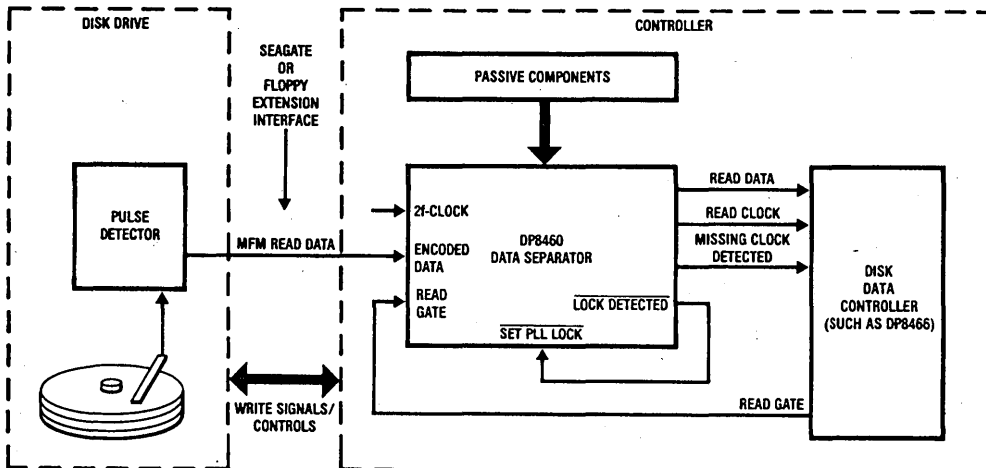 DISK DRIVE
CONTROLLER
SEAGATE
OR
FLOPPY
EXTENSION
INTERFACE
PASSIVE COMPONENTS
PULSE
DETECTOR
MFM READ DATA
2f-CLOCK
ENCODED
DATA
READ
GATE
DP8460
DATA SEPARATOR
LOCK DETECTED
SET PLL LOCK
READ DATA
READ CLOCK
MISSING CLOCK
DETECTED
DISK
DATA
CONTROLLER
(SUCH AS DP8466)
WRITE SIGNALS/
CONTROLS
READ GATE